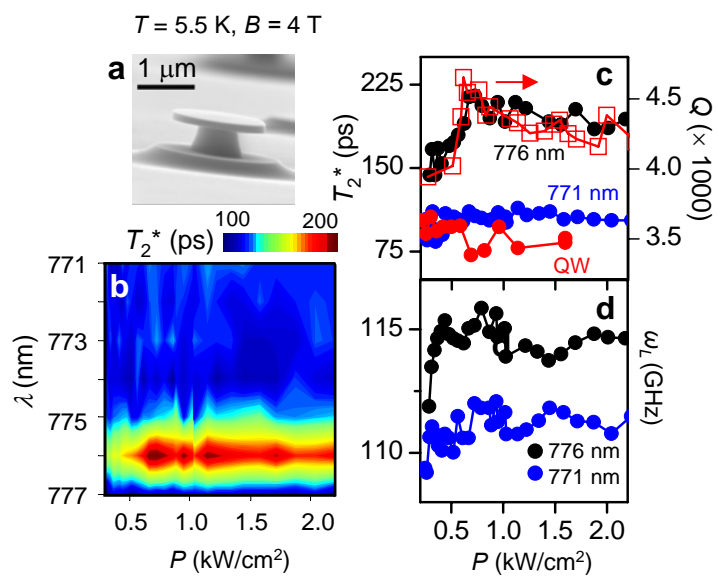 T = 5.5 K, B = 4 T
a
1 μm
T₂* (ps)
100
200
b
771
773
775
777
λ (nm)
0.5
1.0
1.5
2.0
P (kW/cm²)
c
225
150
75
T₂* (ps)
776 nm
771 nm
QW
4.5
4.0
3.5
Q (× 1000)
d
115
110
ω_L (GHz)
776 nm
771 nm
0.5
1.0
1.5
2.0
P (kW/cm²)